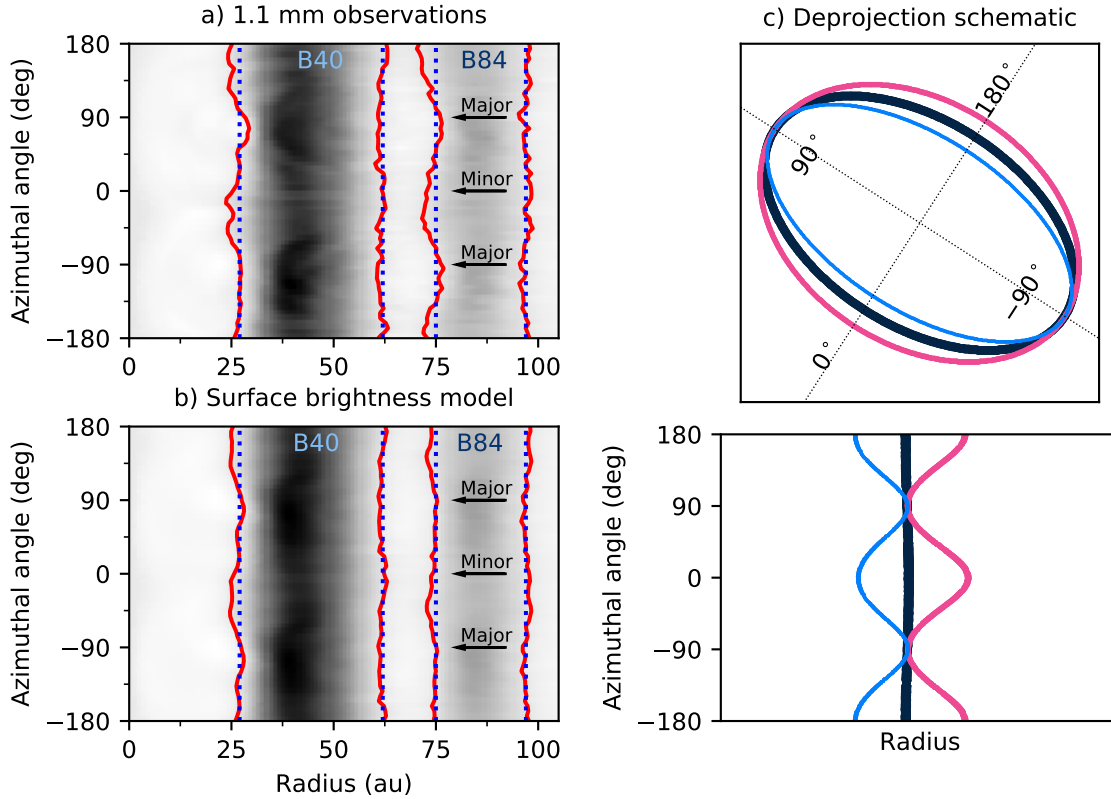 a) 1.1 mm observations
Azimuthal angle (deg)
180
90
0
−90
−180
B40
B84
Major
Minor
Major
0
25
50
75
100
b) Surface brightness model
Azimuthal angle (deg)
180
90
0
−90
−180
B40
B84
Major
Minor
Major
0
25
50
75
100
Radius (au)
c) Deprojection schematic
180°
90°
−90°
0°
Azimuthal angle (deg)
180
90
0
−90
−180
Radius